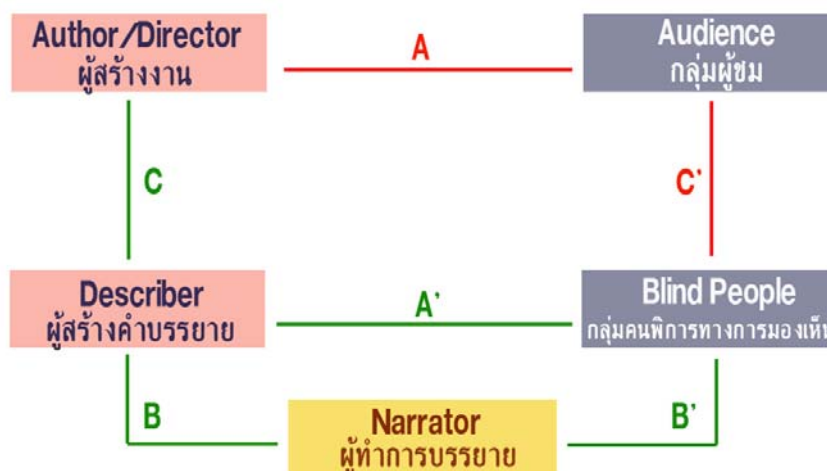 Author/Director
ผู้สร้างงาน
A
Audience
กลุ่มผู้ชม
C
C'
Describer
ผู้สร้างคำบรรยาย
A'
Blind People
กลุ่มคนพิการทางการมองเห็น
B
Narrator
ผู้ทำการบรรยาย
B'